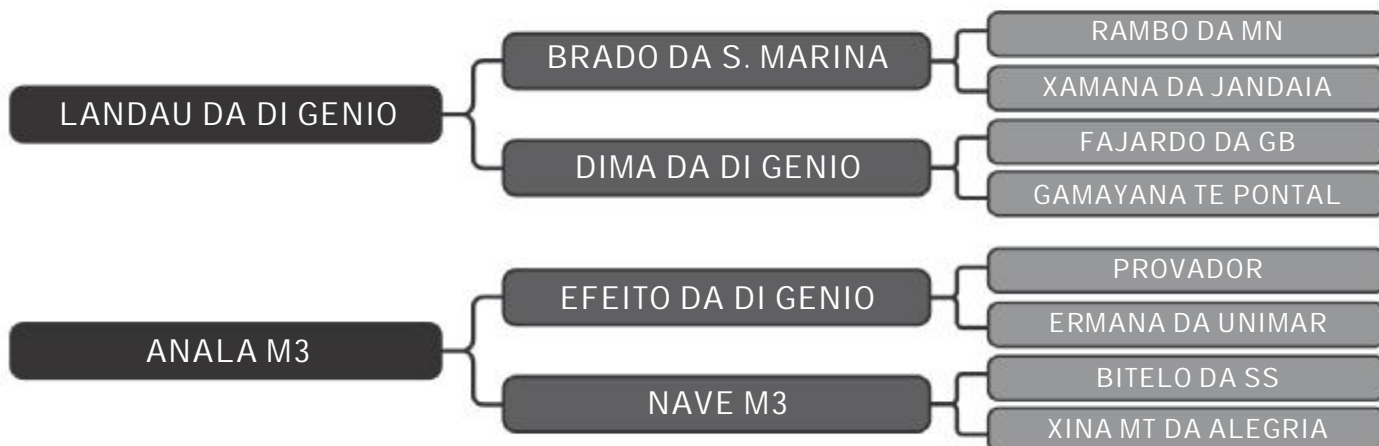 LANDAU DA DI GENIO
BRADO DA S. MARINA
RAMBO DA MN
XAMANA DA JANDAIA
DIMA DA DI GENIO
FAJARDO DA GB
GAMAYANA TE PONTAL
ANALA M3
EFEITO DA DI GENIO
PROVADOR
ERMANA DA UNIMAR
NAVE M3
BITELO DA SS
XINA MT DA ALEGRIA